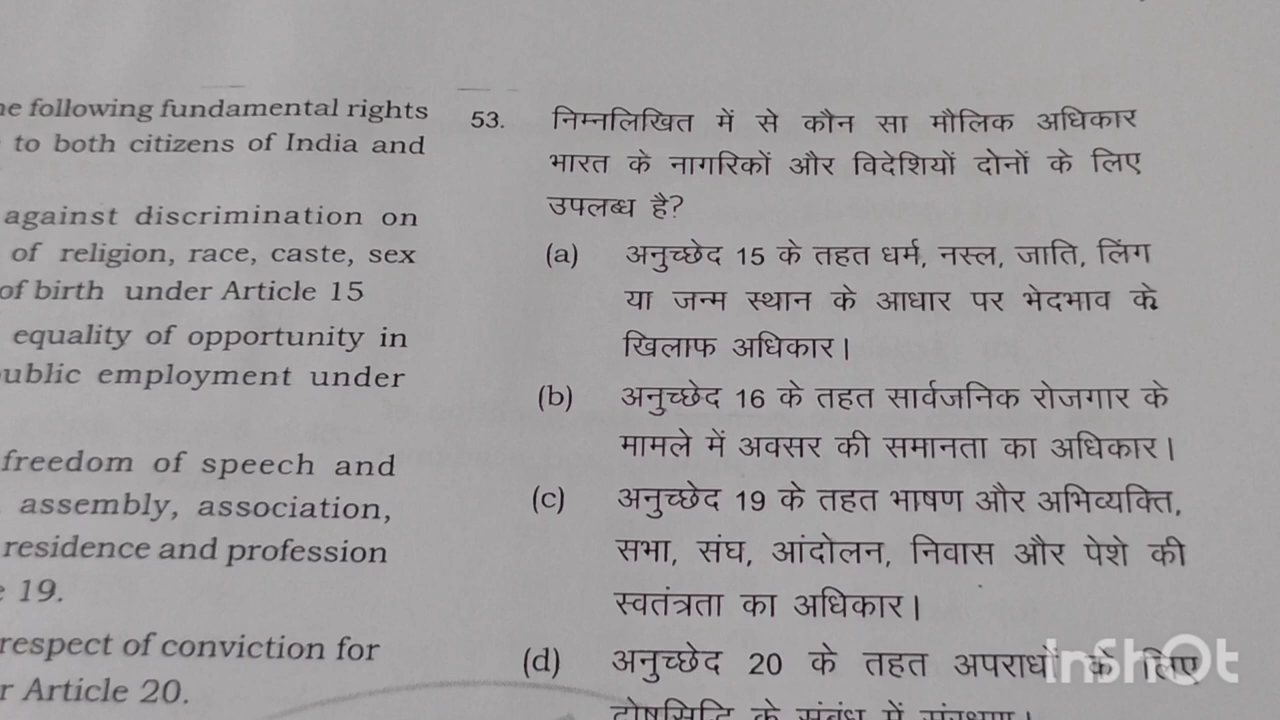 following fundamental rights
to both citizens of India and
against discrimination on
of religion, race, caste, sex
of birth under Article 15
equality of opportunity in
employment under
freedom of speech and
assembly, association,
residence and profession
19.
respect of conviction for
Article 20.
53. निम्नलिखित में से कौन सा मौलिक अधिकार
भारत के नागरिकों और विदेशियों दोनों के लिए
उपलब्ध है?
(a) अनुच्छेद 15 के तहत धर्म, नस्ल, जाति, लिंग
या जन्म स्थान के आधार पर भेदभाव के
खिलाफ अधिकार।
(b) अनुच्छेद 16 के तहत सार्वजनिक रोजगार के
मामले में अवसर की समानता का अधिकार।
(c) अनुच्छेद 19 के तहत भाषण और अभिव्यक्ति,
सभा, संघ, आंदोलन, निवास और पेशे की
स्वतंत्रता का अधिकार।
(d) अनुच्छेद 20 के तहत अपराधों के लिए
दोषसिद्धि के संबंध में संरक्षण।
InShOt